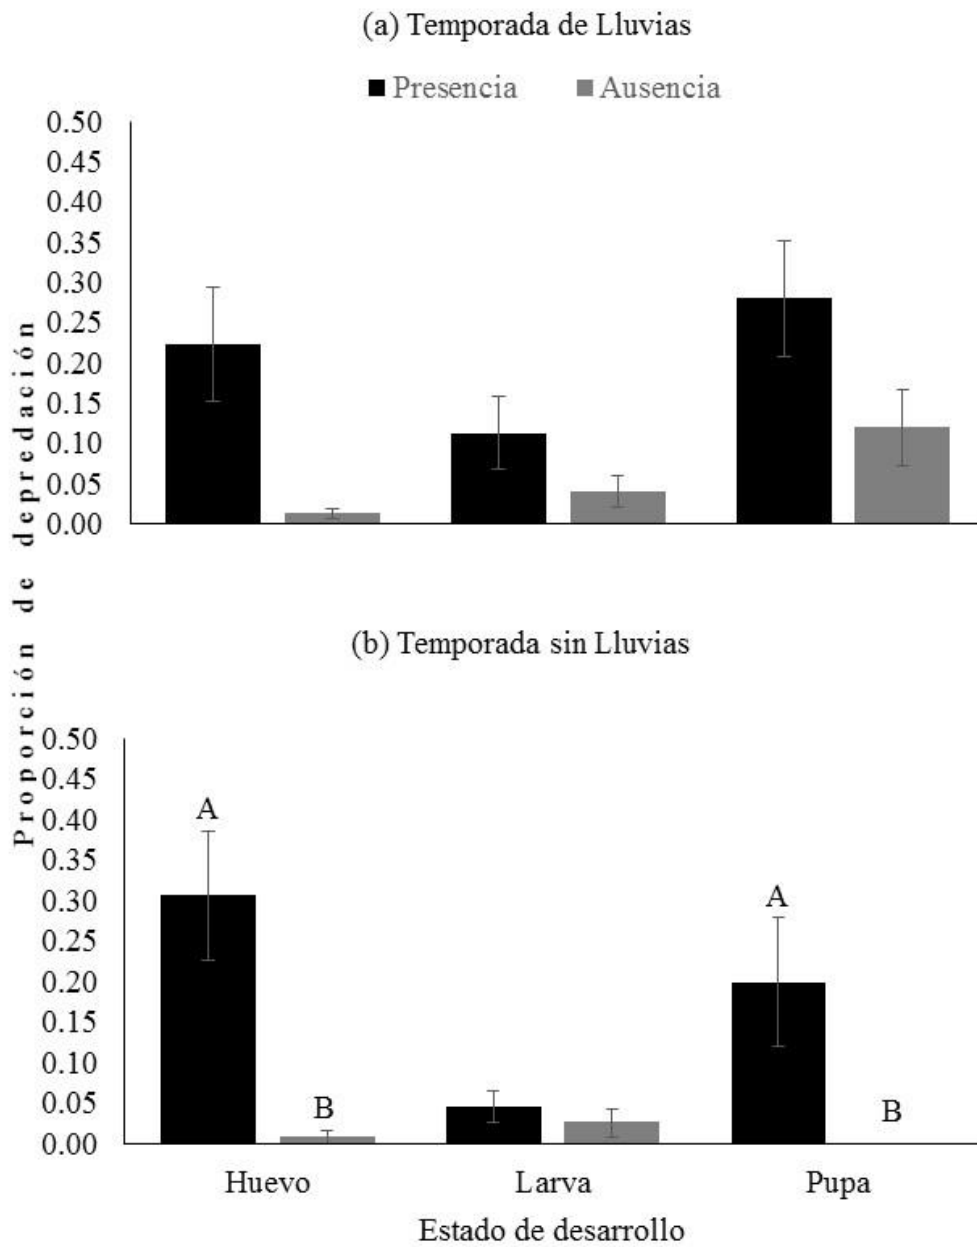 (a) Temporada de Lluvias
Presencia Ausencia
0.50
0.45
0.40
0.35
0.30
0.25
0.20
0.15
0.10
0.05
0.00
Proporción de depredación
(b) Temporada sin Lluvias
0.50
0.45
0.40
0.35
0.30
0.25
0.20
0.15
0.10
0.05
0.00
A
B
A
B
Huevo Larva Pupa
Estado de desarrollo